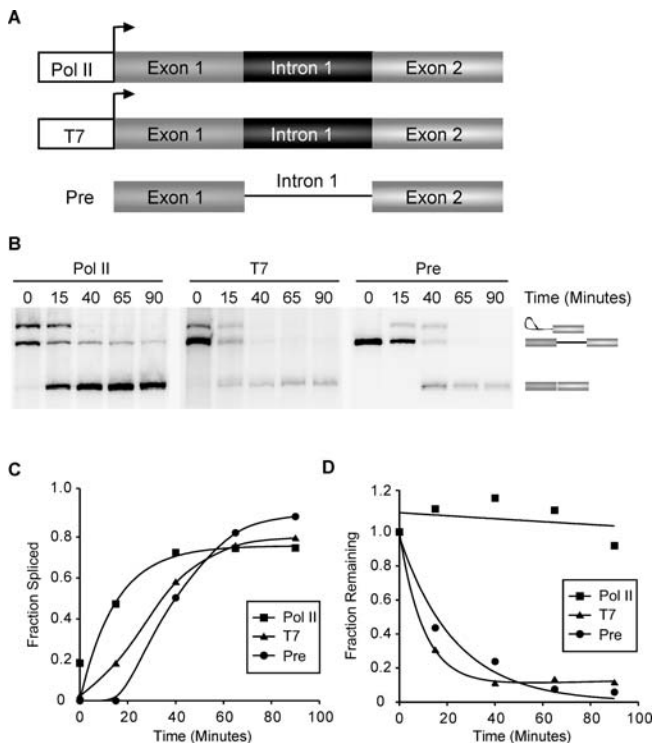 A
Pol II Exon 1 Intron 1 Exon 2
T7 Exon 1 Intron 1 Exon 2
Intron 1
Pre Exon 1 Exon 2
B
Pol II T7 Pre
0 15 40 65 90 0 15 40 65 90 0 15 40 65 90 Time (Minutes)
C
Fraction Spliced
1.0
0.8
0.6
0.4
0.2
0
0 20 40 60 80 100
Time (Minutes)
Pol II
T7
Pre
D
Fraction Remaining
1.2
1.0
0.8
0.6
0.4
0.2
0
0 20 40 60 80 100
Time (Minutes)
Pol II
T7
Pre